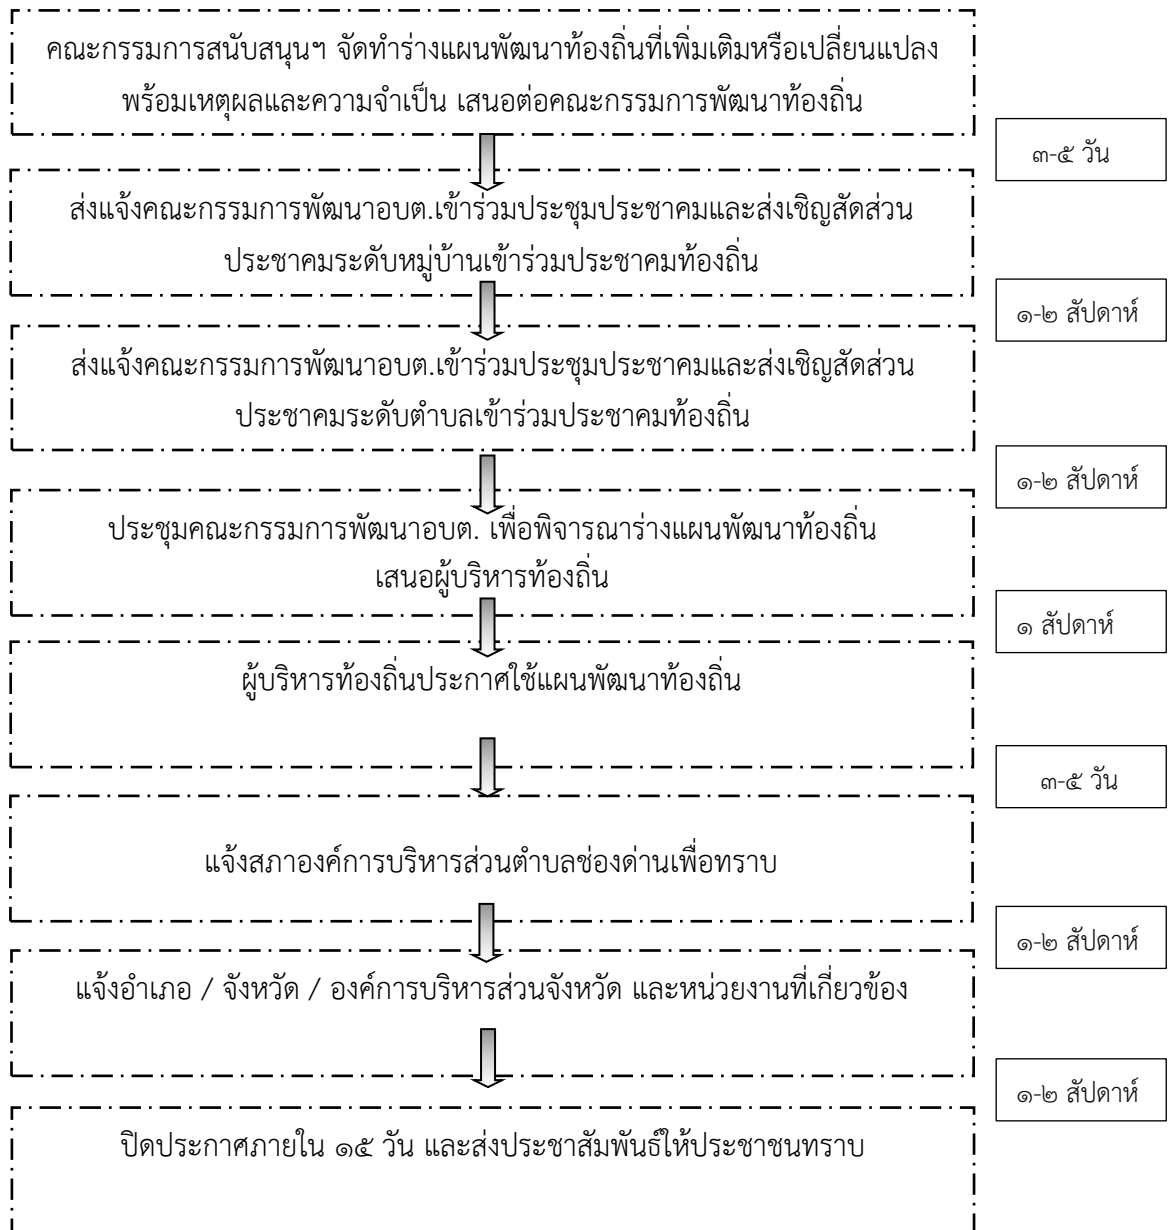 คณะกรรมการสนับสนุนฯ จัดทำร่างแผนพัฒนาท้องถิ่นที่เพิ่มเติมหรือเปลี่ยนแปลง
พร้อมเหตุผลและความจำเป็น เสนอต่อคณะกรรมการพัฒนาท้องถิ่น
๓-๕ วัน
ส่งแจ้งคณะกรรมการพัฒนาอบต.เข้าร่วมประชุมประชาคมและส่งเชิญสัดส่วน
ประชาคมระดับหมู่บ้านเข้าร่วมประชาคมท้องถิ่น
๑-๒ สัปดาห์
ส่งแจ้งคณะกรรมการพัฒนาอบต.เข้าร่วมประชุมประชาคมและส่งเชิญสัดส่วน
ประชาคมระดับตำบลเข้าร่วมประชาคมท้องถิ่น
๑-๒ สัปดาห์
ประชุมคณะกรรมการพัฒนาอบต. เพื่อพิจารณาร่างแผนพัฒนาท้องถิ่น
เสนอผู้บริหารท้องถิ่น
๑ สัปดาห์
ผู้บริหารท้องถิ่นประกาศใช้แผนพัฒนาท้องถิ่น
๓-๕ วัน
แจ้งสภาองค์การบริหารส่วนตำบลช่องด่านเพื่อทราบ
๑-๒ สัปดาห์
แจ้งอำเภอ / จังหวัด / องค์การบริหารส่วนจังหวัด และหน่วยงานที่เกี่ยวข้อง
๑-๒ สัปดาห์
ปิดประกาศภายใน ๑๕ วัน และส่งประชาสัมพันธ์ให้ประชาชนทราบ